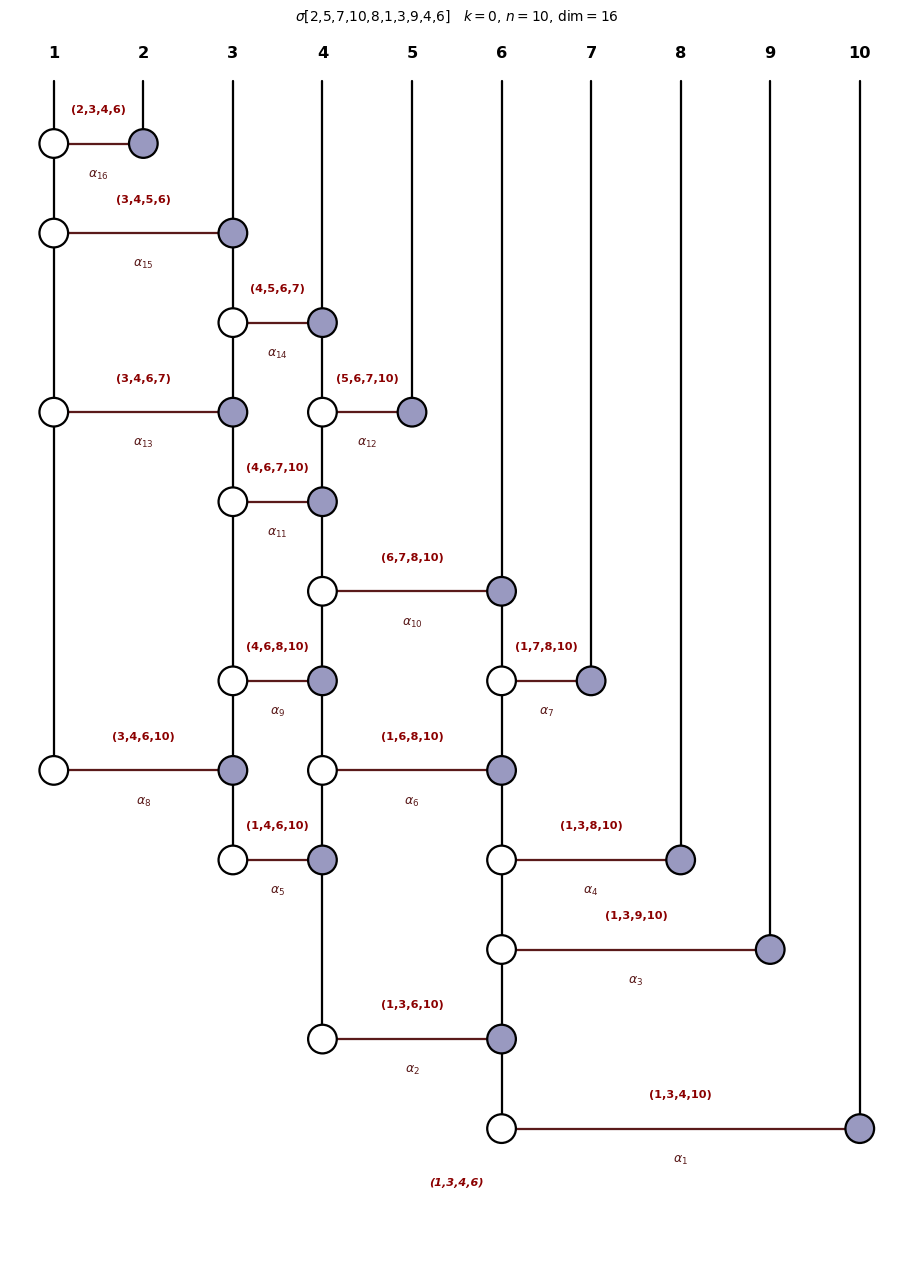 σ[2,5,7,10,8,1,3,9,4,6]   k=0, n=10, dim=16
1 2 3 4 5 6 7 8 9 10
(2,3,4,6)
α₁₆
(3,4,5,6)
α₁₅
(4,5,6,7)
α₁₄
(3,4,6,7) (5,6,7,10)
α₁₃ α₁₂
(4,6,7,10)
α₁₁
(6,7,8,10)
α₁₀
(4,6,8,10) (1,7,8,10)
α₉ α₇
(3,4,6,10) (1,6,8,10)
α₈ α₆
(1,4,6,10) (1,3,8,10)
α₅ α₄
(1,3,9,10)
α₃
(1,3,6,10)
α₂
(1,3,4,10)
α₁
(1,3,4,6)